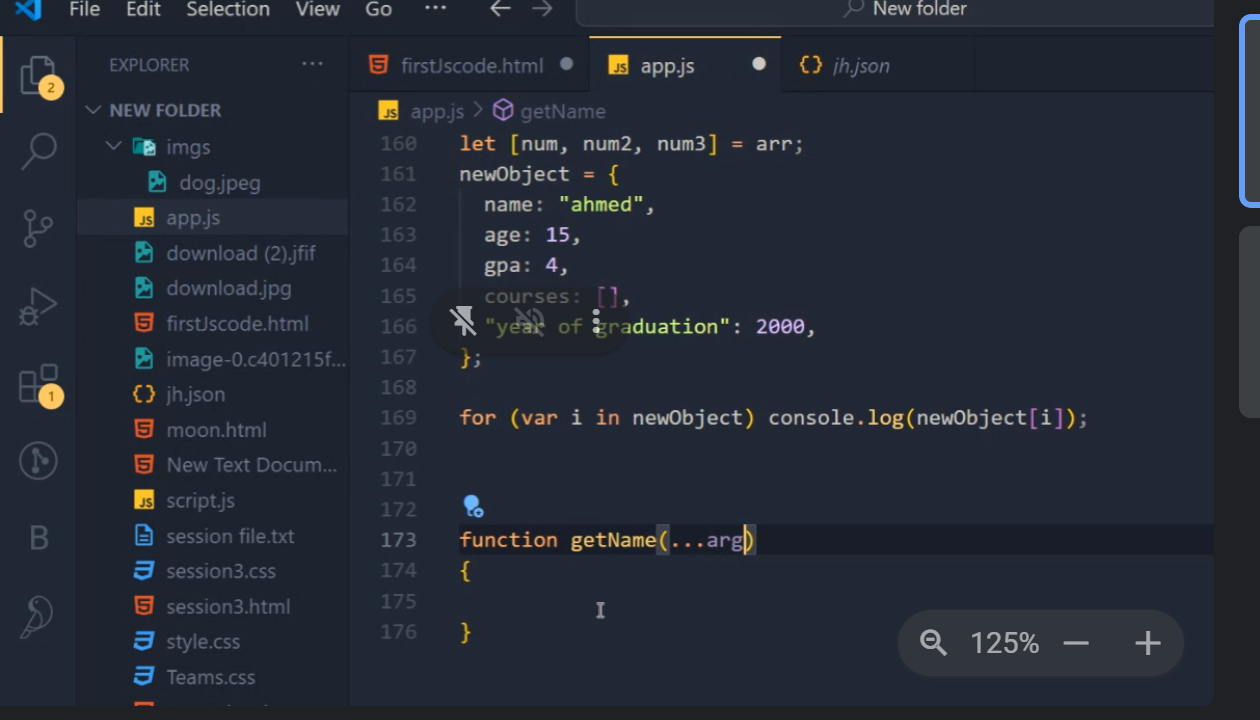 File Edit Selection View Go ··· New folder
EXPLORER ···
NEW FOLDER
imgs
dog.jpeg
app.js
download (2).jfif
download.jpg
firstJscode.html
image-0.c401215f...
jh.json
moon.html
New Text Docum...
script.js
session file.txt
session3.css
session3.html
style.css
Teams.css
2
1
B
firstJscode.html
JS app.js
{} jh.json
JS app.js > getName
160 let [num, num2, num3] = arr;
161 newObject = {
162 name: "ahmed",
163 age: 15,
164 gpa: 4,
165 courses: [],
166 "year of graduation": 2000,
167 };
168
169 for (var i in newObject) console.log(newObject[i]);
170
171
172
173 function getName(...arg)
174 {
175
176 }
125%